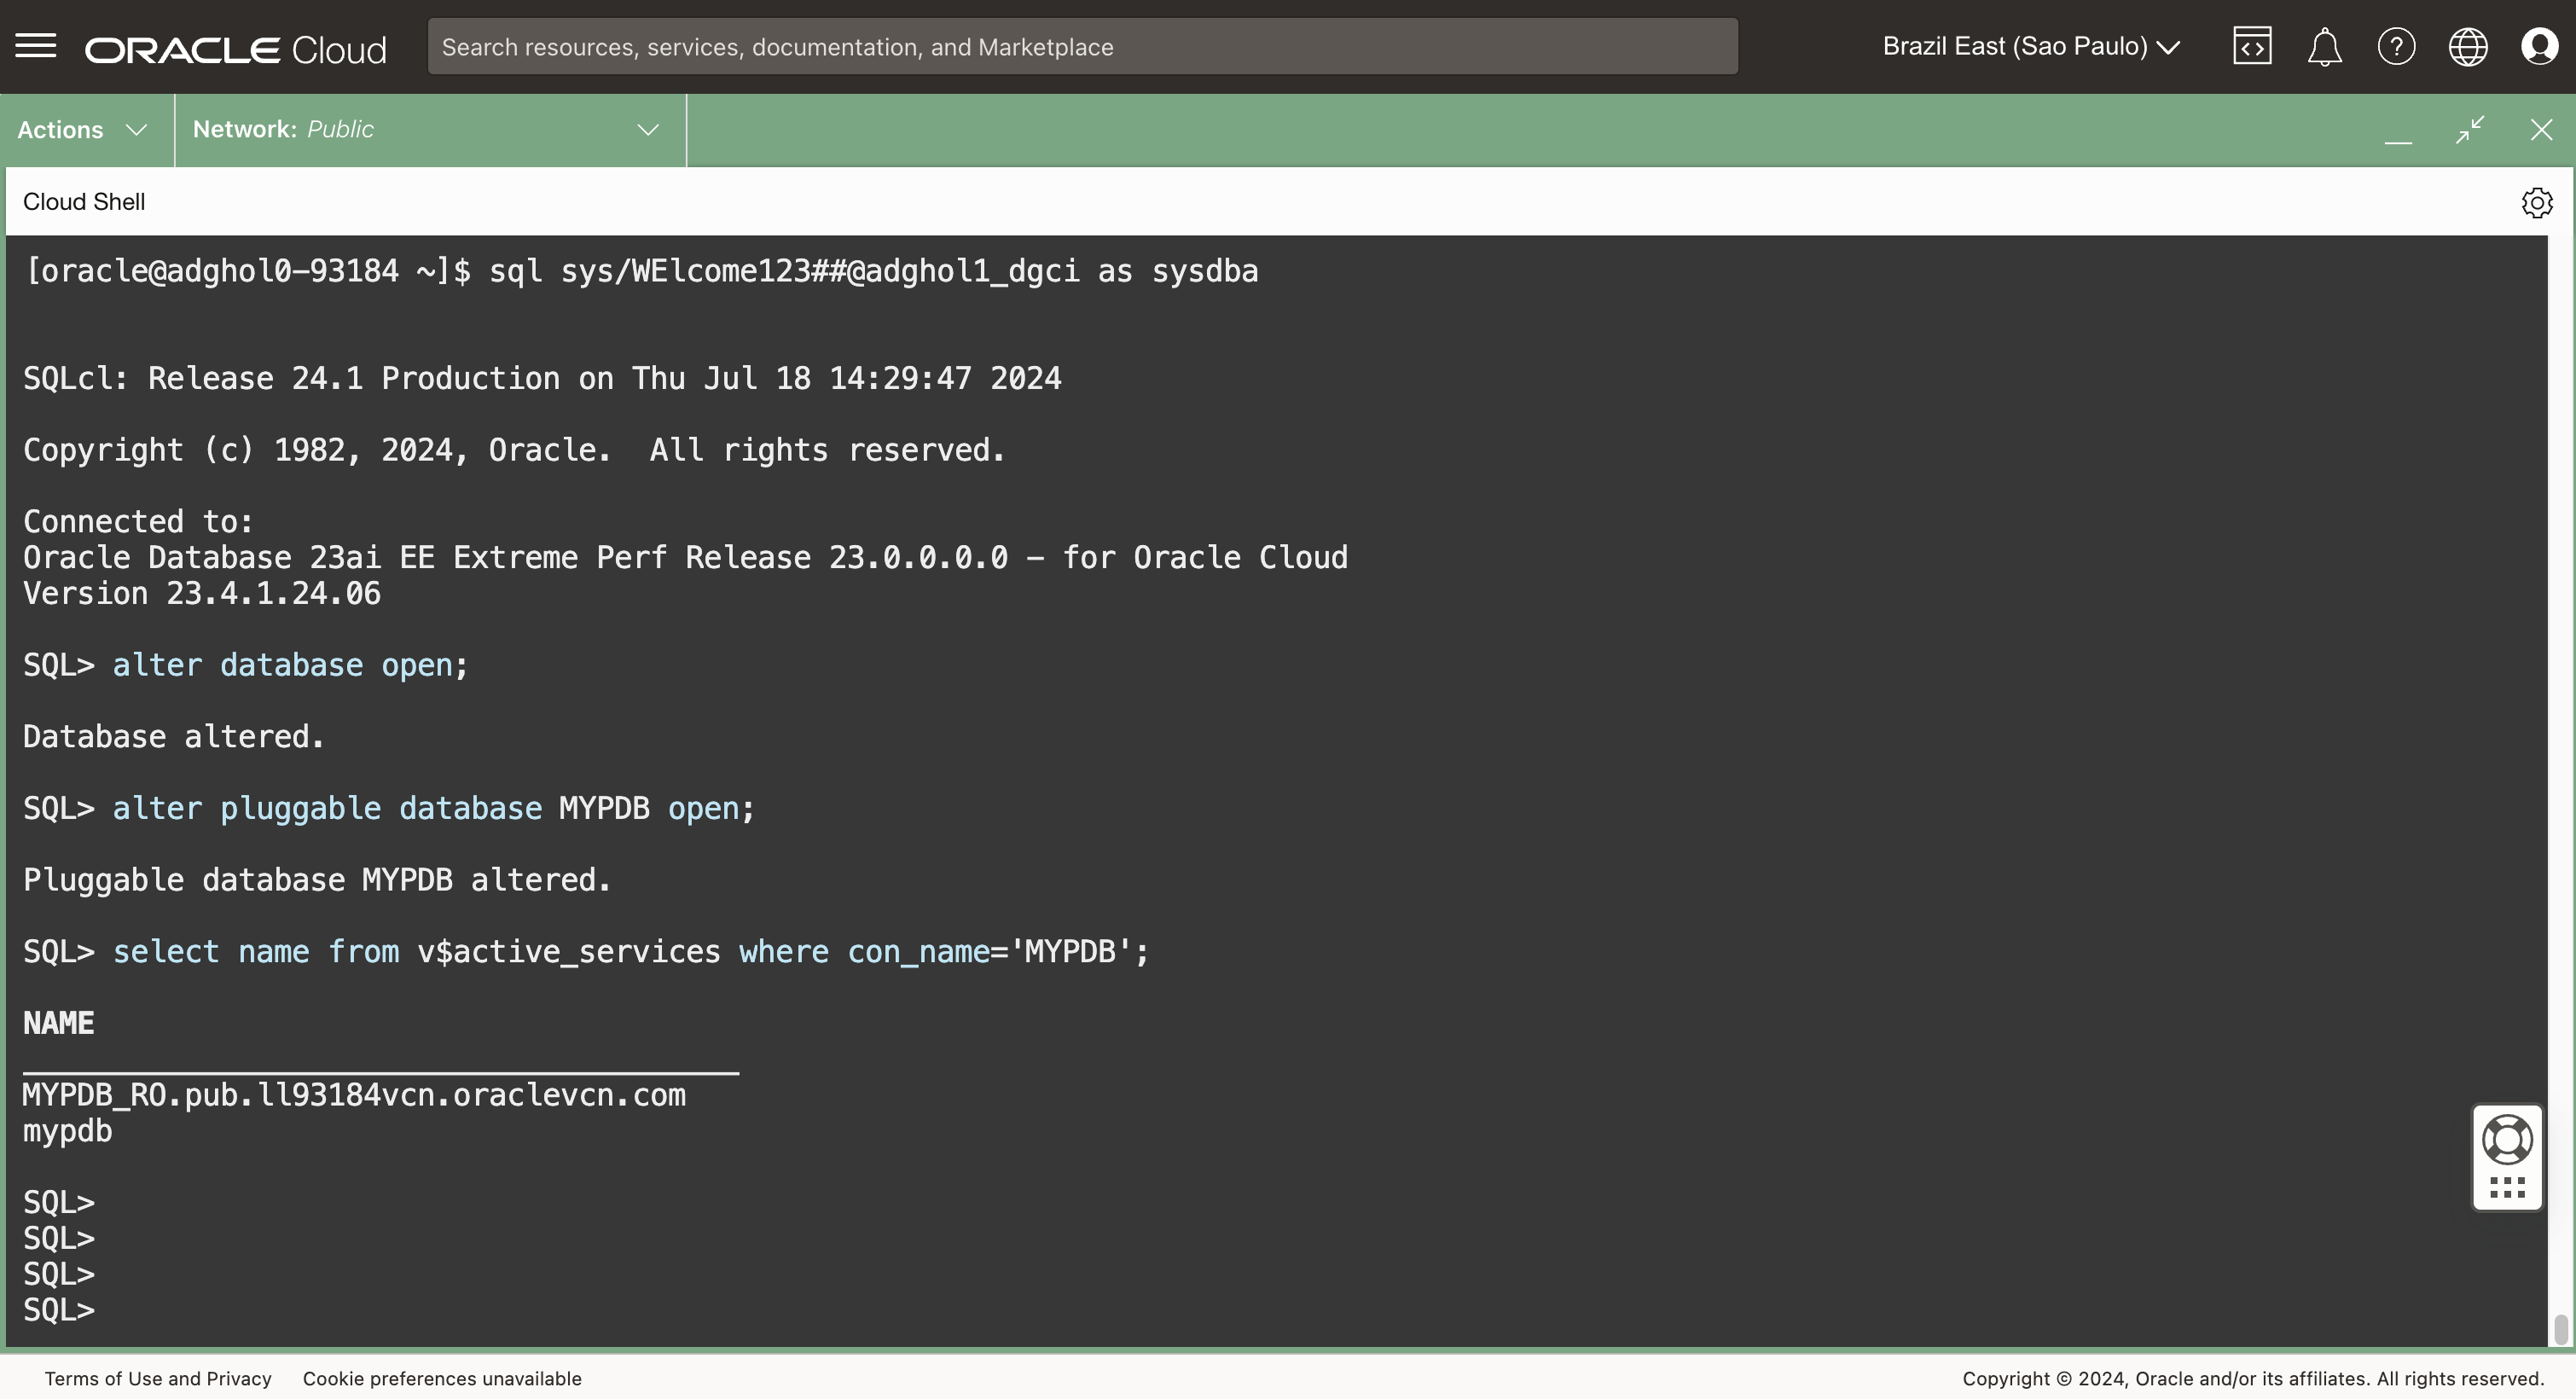 ORACLE Cloud
Search resources, services, documentation, and Marketplace
Brazil East (Sao Paulo)
Actions
Network: Public
Cloud Shell
[oracle@adghol0-93184 ~]$ sql sys/WElcome123##@adghol1_dgci as sysdba
SQLcl: Release 24.1 Production on Thu Jul 18 14:29:47 2024
Copyright (c) 1982, 2024, Oracle.  All rights reserved.
Connected to:
Oracle Database 23ai EE Extreme Perf Release 23.0.0.0.0 - for Oracle Cloud
Version 23.4.1.24.06
SQL> alter database open;
Database altered.
SQL> alter pluggable database MYPDB open;
Pluggable database MYPDB altered.
SQL> select name from v$active_services where con_name='MYPDB';
NAME
________________________________________
MYPDB_RO.pub.ll93184vcn.oraclevcn.com
mypdb
SQL>
SQL>
SQL>
SQL>
Terms of Use and Privacy
Cookie preferences unavailable
Copyright © 2024, Oracle and/or its affiliates. All rights reserved.